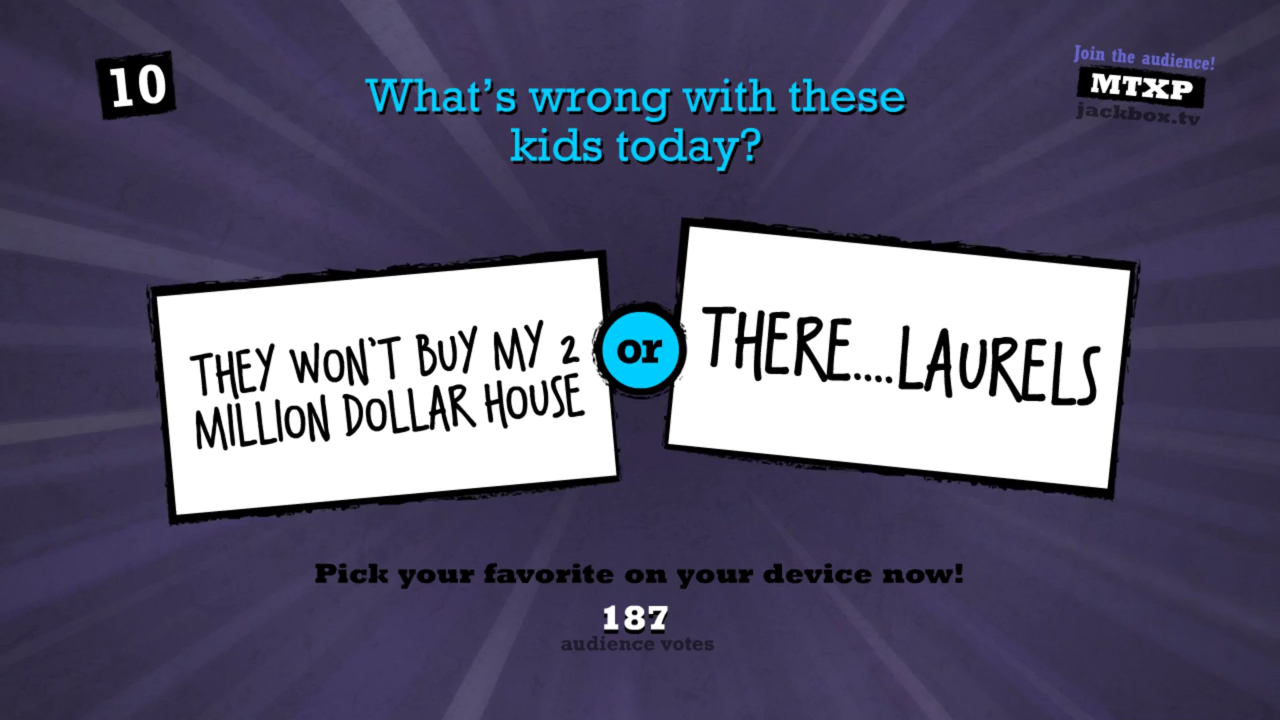 10
Join the audience!
MTXP
jackbox.tv
What's wrong with these
kids today?
THEY WON'T BUY MY 2
MILLION DOLLAR HOUSE
or
THERE....LAURELS
Pick your favorite on your device now!
187
audience votes